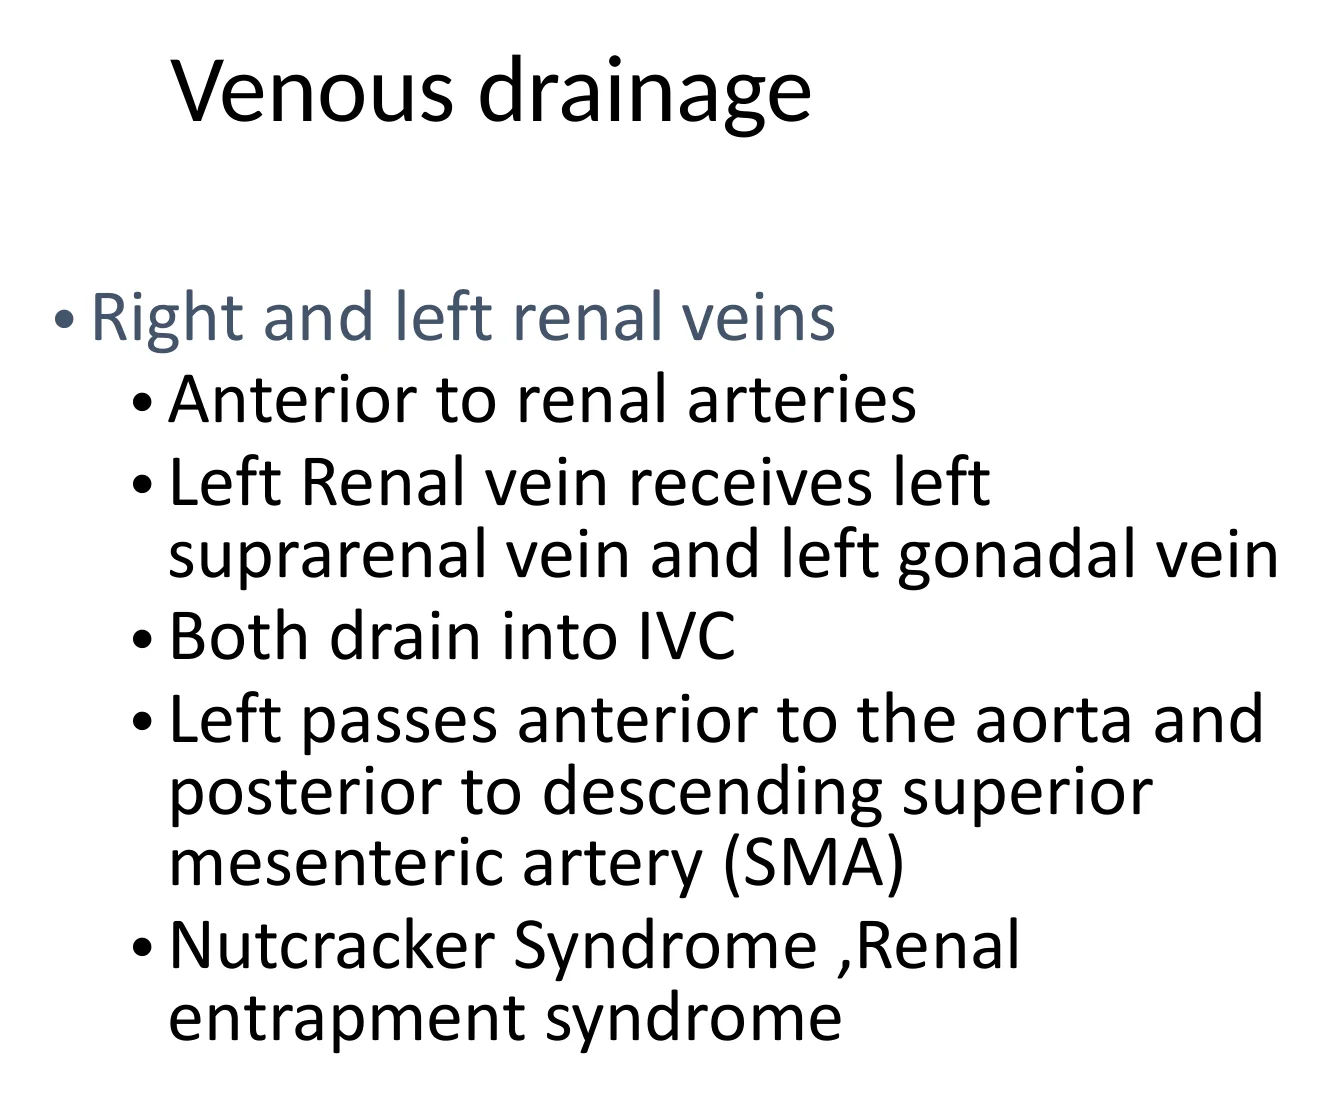 Venous drainage
• Right and left renal veins
• Anterior to renal arteries
• Left Renal vein receives left
suprarenal vein and left gonadal vein
• Both drain into IVC
• Left passes anterior to the aorta and
posterior to descending superior
mesenteric artery (SMA)
• Nutcracker Syndrome ,Renal
entrapment syndrome